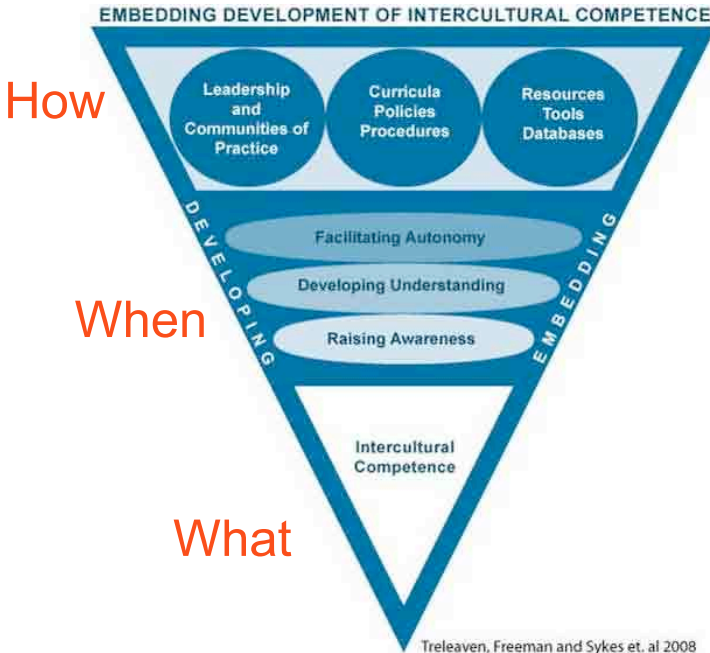 EMBEDDING DEVELOPMENT OF INTERCULTURAL COMPETENCE
How
Leadership
and
Communities of
Practice
Curricula
Policies
Procedures
Resources
Tools
Databases
DEVELOPING
EMBEDDING
Facilitating Autonomy
Developing Understanding
When
Raising Awareness
Intercultural
Competence
What
Treleaven, Freeman and Sykes et. al 2008